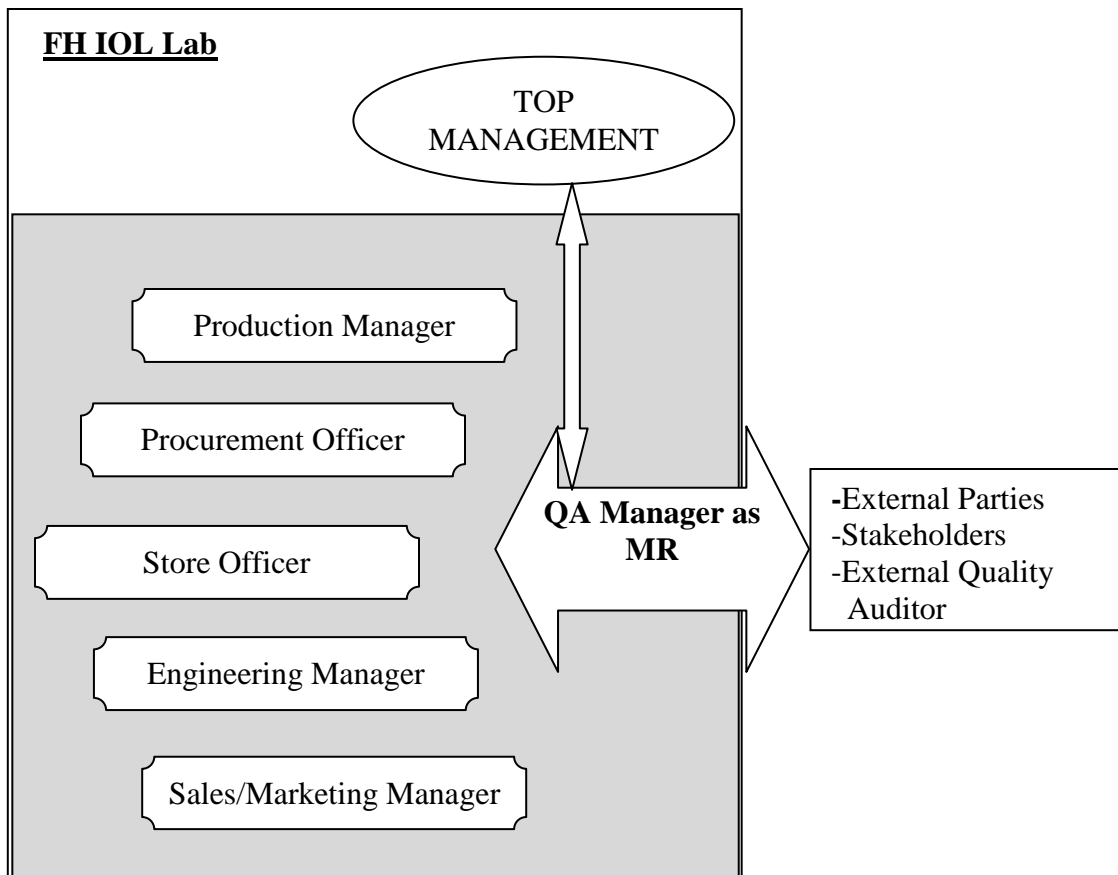 FH IOL Lab
TOP
MANAGEMENT
Production Manager
Procurement Officer
Store Officer
Engineering Manager
Sales/Marketing Manager
QA Manager as
MR
-External Parties
-Stakeholders
-External Quality
Auditor